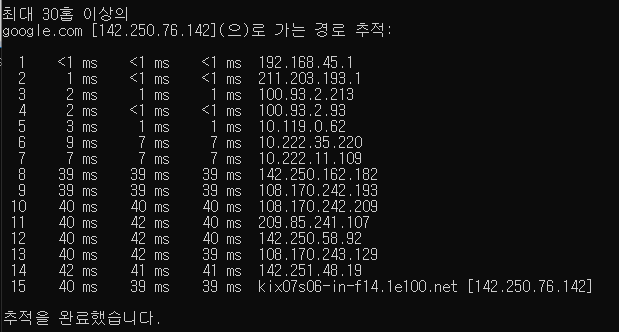 최대 30홉 이상의
google.com [142.250.76.142](으)로 가는 경로 추적:
1 <1 ms <1 ms <1 ms 192.168.45.1
2 1 ms <1 ms <1 ms 211.203.193.1
3 2 ms 1 ms 1 ms 100.93.2.213
4 2 ms <1 ms <1 ms 100.93.2.93
5 3 ms 1 ms 1 ms 10.119.0.62
6 9 ms 7 ms 7 ms 10.222.35.220
7 7 ms 7 ms 7 ms 10.222.11.109
8 39 ms 39 ms 39 ms 142.250.162.182
9 39 ms 39 ms 39 ms 108.170.242.193
10 40 ms 40 ms 40 ms 108.170.242.209
11 40 ms 42 ms 40 ms 209.85.241.107
12 40 ms 42 ms 40 ms 142.250.58.92
13 40 ms 42 ms 40 ms 108.170.243.129
14 42 ms 41 ms 41 ms 142.251.48.19
15 40 ms 39 ms 39 ms kix07s06-in-f14.1e100.net [142.250.76.142]
추적을 완료했습니다.